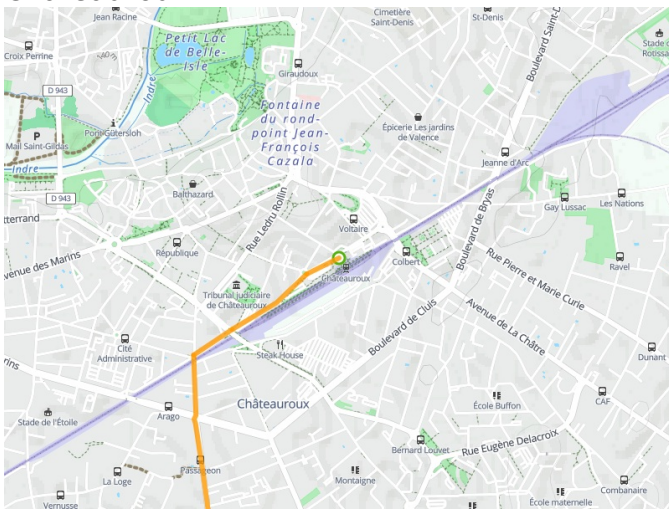 Jean Racine
Croix Perrine
Petit Lac
de Belle-
Isle
Cimetière
Saint-Denis
St-Denis
Boulevard Saint-D
Stade d
Rotissa
Giraudoux
D 943
Indre
Pont Gütersloh
P
Mail Saint-Gildas
Indre
Fontaine
du rond-
point Jean-
François
Cazala
Épicerie Les jardins
de Valence
Jeanne d'Arc
D 943
Balthazard
Rue Ledru Rollin
tterrand
Voltaire
Gay Lussac
Les Nations
Boulevard de Bryas
République
venue des Marins
Colbert
Châteauroux
Rue Pierre et Marie Curie
Ravel
Tribunal judiciaire
de Châteauroux
Boulevard de Cluis
Avenue de La Châtre
Cité
Administrative
Steak House
Dunant
rins
Châteauroux
Arago
Stade de l'Étoile
École Buffon
CAF
Bernard Louvet
Rue Eugène Delacroix
Passageon
La Loge
Montaigne
Combanaire
Vernusse
École maternelle